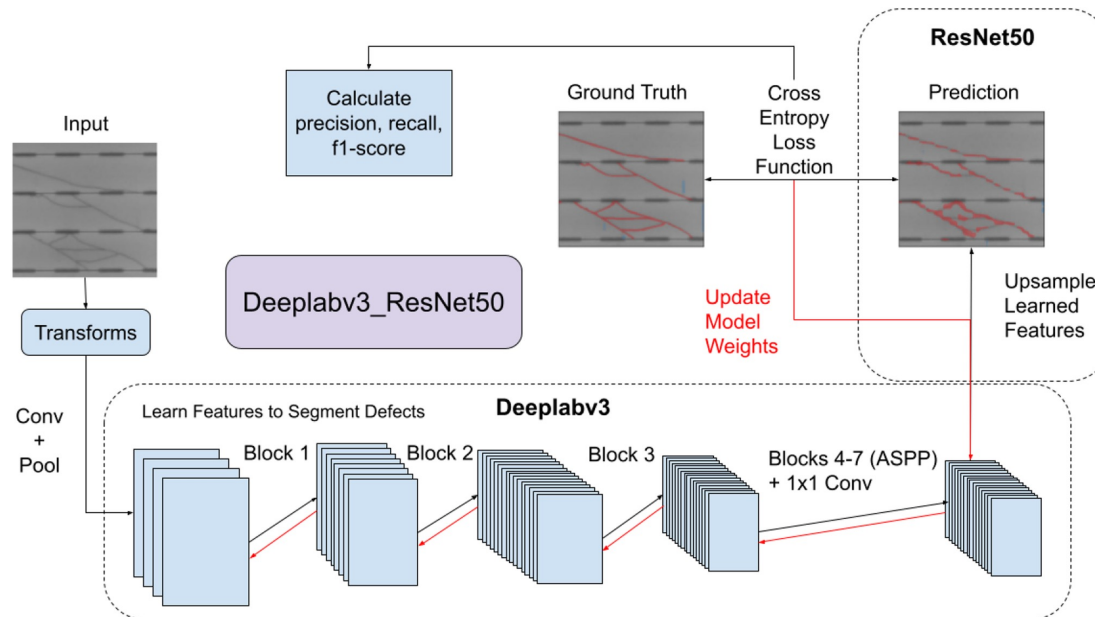 ResNet50
Calculate
precision, recall,
f1-score
Ground Truth
Cross
Entropy
Loss
Function
Prediction
Input
Deeplabv3_ResNet50
Transforms
Update
Model
Weights
Upsample
Learned
Features
Learn Features to Segment Defects
Deeplabv3
Conv
+
Pool
Block 1
Block 2
Block 3
Blocks 4-7 (ASPP)
+ 1x1 Conv